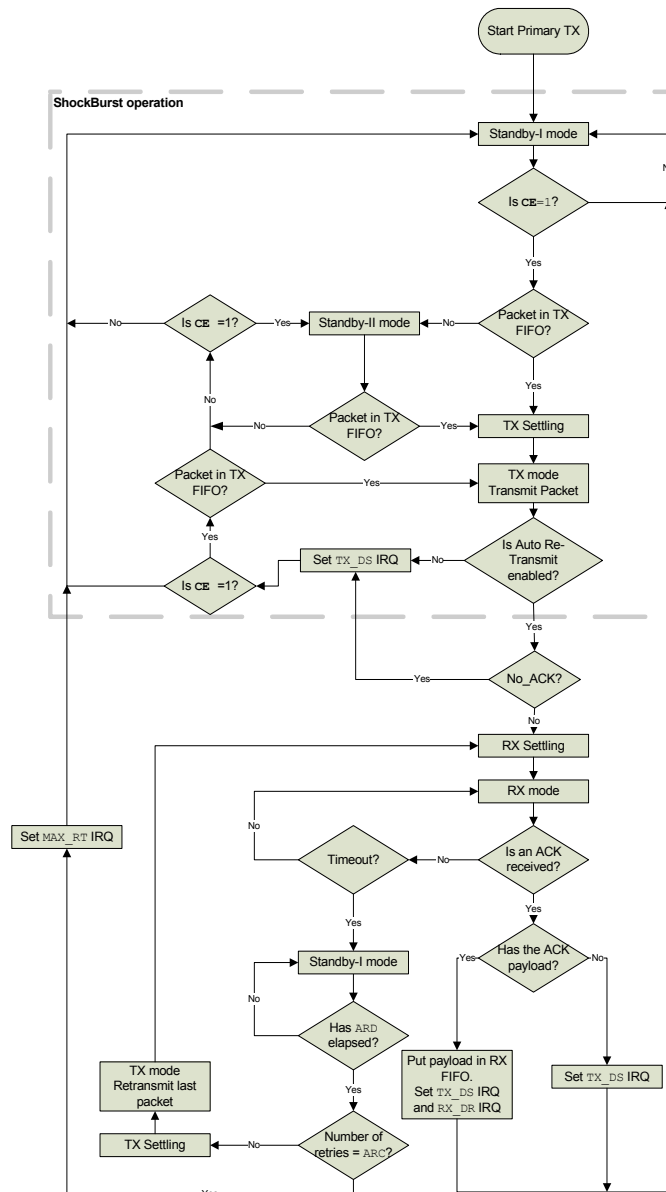 Start Primary TX
ShockBurst operation
Standby-I mode
Is CE=1?
Yes
No
Is CE =1?
Yes
Standby-II mode
No
Packet in TX
FIFO?
Yes
No
Packet in TX
FIFO?
No
Yes
TX Settling
Packet in TX
FIFO?
Yes
TX mode
Transmit Packet
Yes
Is CE =1?
Set TX_DS IRQ
No
Is Auto Re-
Transmit
enabled?
Yes
Yes
No_ACK?
No
RX Settling
RX mode
Set MAX_RT IRQ
No
Timeout?
No
Is an ACK
received?
Yes
Yes
Standby-I mode
Yes
Has the ACK
payload?
No
No
Has ARD
elapsed?
TX mode
Retransmit last
packet
Yes
Put payload in RX
FIFO.
Set TX_DS IRQ
and RX_DR IRQ
Set TX_DS IRQ
TX Settling
No
Number of
retries = ARC?
Yes